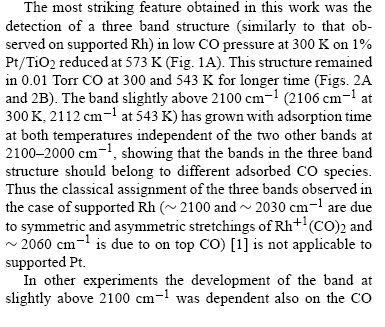 The most striking feature obtained in this work was the
detection of a three band structure (similarly to that ob-
served on supported Rh) in low CO pressure at 300 K on 1%
Pt/TiO₂ reduced at 573 K (Fig. 1A). This structure remained
in 0.01 Torr CO at 300 and 543 K for longer time (Figs. 2A
and 2B). The band slightly above 2100 cm⁻¹ (2106 cm⁻¹ at
300 K, 2112 cm⁻¹ at 543 K) has grown with adsorption time
at both temperatures independent of the two other bands at
2100–2000 cm⁻¹, showing that the bands in the three band
structure should belong to different adsorbed CO species.
Thus the classical assignment of the three bands observed in
the case of supported Rh (∼ 2100 and ∼ 2030 cm⁻¹ are due
to symmetric and asymmetric stretchings of Rh⁺¹(CO)₂ and
∼ 2060 cm⁻¹ is due to on top CO) [1] is not applicable to
supported Pt.
In other experiments the development of the band at
slightly above 2100 cm⁻¹ was dependent also on the CO